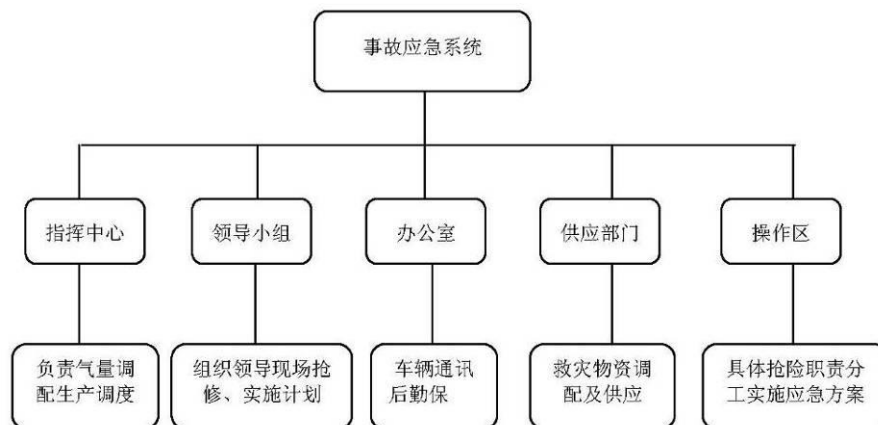 事故应急系统
指挥中心
领导小组
办公室
供应部门
操作区
负责气量调
配生产调度
组织领导现场抢
修、实施计划
车辆通讯
后勤保
救灾物资调
配及供应
具体抢险职责分
工实施应急方案